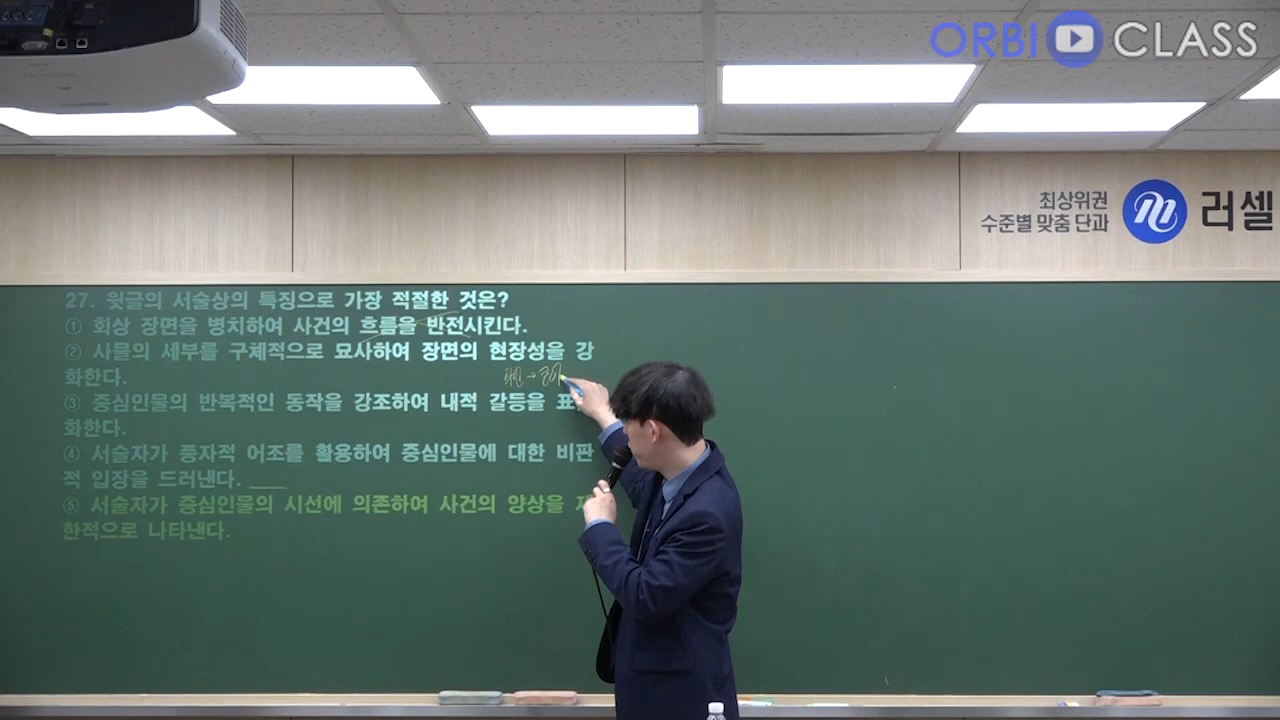 ORBI CLASS
최상위권
수준별 맞춤 단과
러셀
27. 윗글의 서술상의 특징으로 가장 적절한 것은?
① 회상 장면을 병치하여 사건의 흐름을 반전시킨다.
② 사물의 세부를 구체적으로 묘사하여 장면의 현장성을 강
화한다.
③ 중심인물의 반복적인 동작을 강조하여 내적 갈등을 표
화한다.
④ 서술자가 풍자적 어조를 활용하여 중심인물에 대한 비판
적 입장을 드러낸다.
⑤ 서술자가 중심인물의 시선에 의존하여 사건의 양상을 제
한적으로 나타낸다.